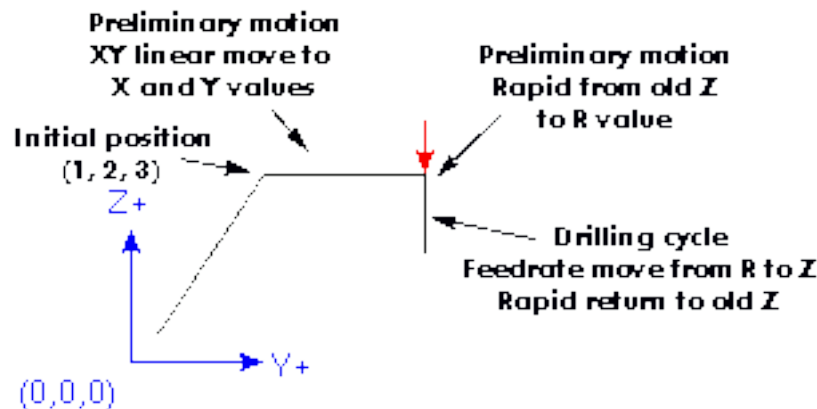 Preliminary motion
XY linear move to
X and Y values
Preliminary motion
Rapid from old Z
to R value
Initial position
(1, 2, 3)
Z+
Drilling cycle
Feedrate move from R to Z
Rapid return to old Z
Y+
(0,0,0)